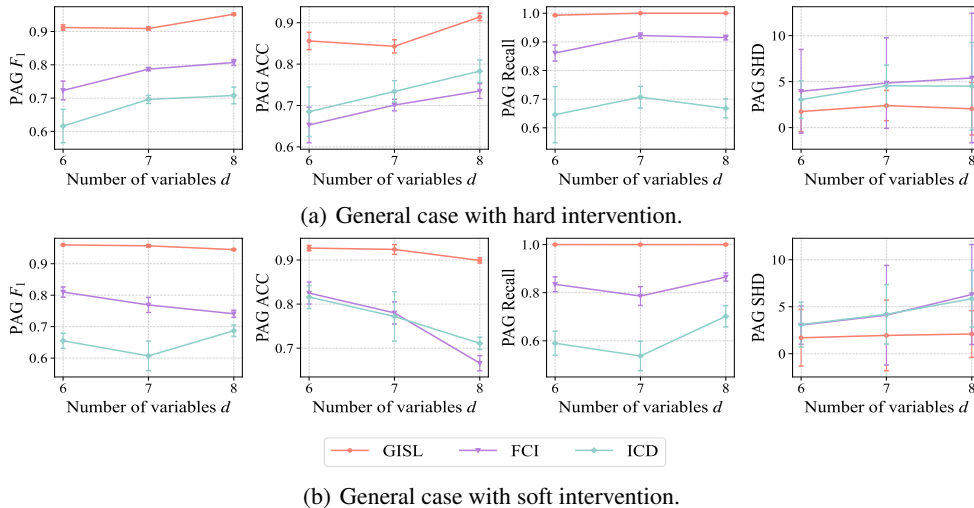 PAG F1
0.9
0.8
0.7
0.6
6 7 8
Number of variables d
PAG ACC
0.9
0.8
0.7
0.6
6 7 8
Number of variables d
PAG Recall
1.0
0.9
0.8
0.7
0.6
6 7 8
Number of variables d
PAG SHD
10
5
0
6 7 8
Number of variables d
(a) General case with hard intervention.
PAG F1
0.9
0.8
0.7
0.6
6 7 8
Number of variables d
PAG ACC
0.9
0.8
0.7
6 7 8
Number of variables d
PAG Recall
1.0
0.8
0.6
6 7 8
Number of variables d
PAG SHD
10
5
0
6 7 8
Number of variables d
GISL FCI ICD
(b) General case with soft intervention.